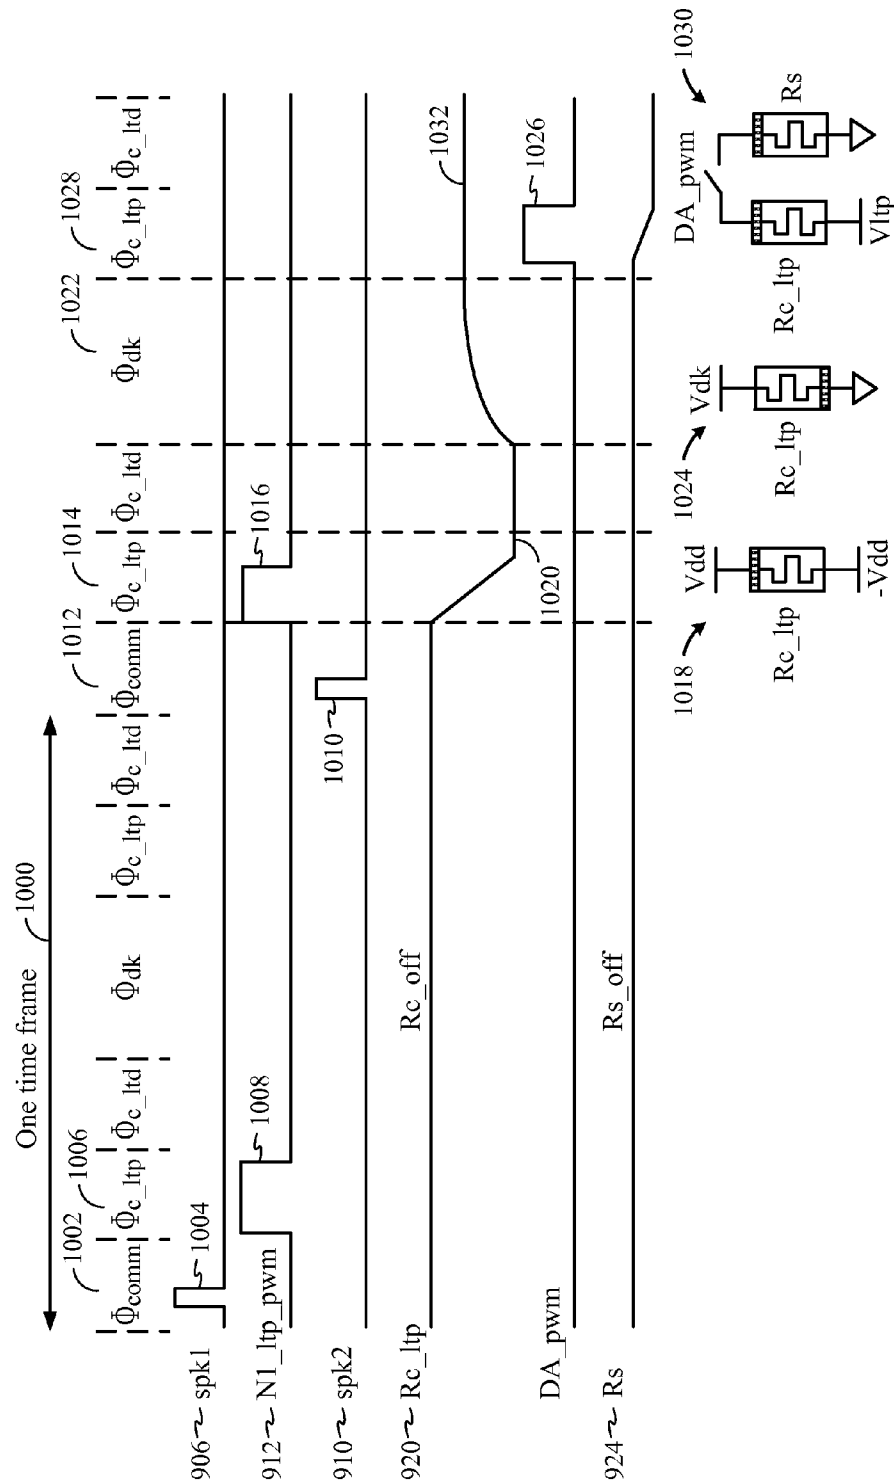 One time frame
1000
1002
1006
1012
1014
1022
1028
Φcomm
Φc_ltp
Φc_ltd
Φdk
Φc_ltp
Φc_ltd
Φcomm
Φc_ltp
Φc_ltd
Φdk
Φc_ltp
Φc_ltd
906 spk1
1004
912 N1_ltp_pwm
1008
1016
910 spk2
1010
920 Rc_ltp
Rc_off
1020
1032
DA_pwm
1026
924 Rs
Rs_off
1018
Vdd
Rc_ltp
-Vdd
1024
Vdk
Rc_ltp
DA_pwm
1030
Rc_ltp
Vltp
Rs